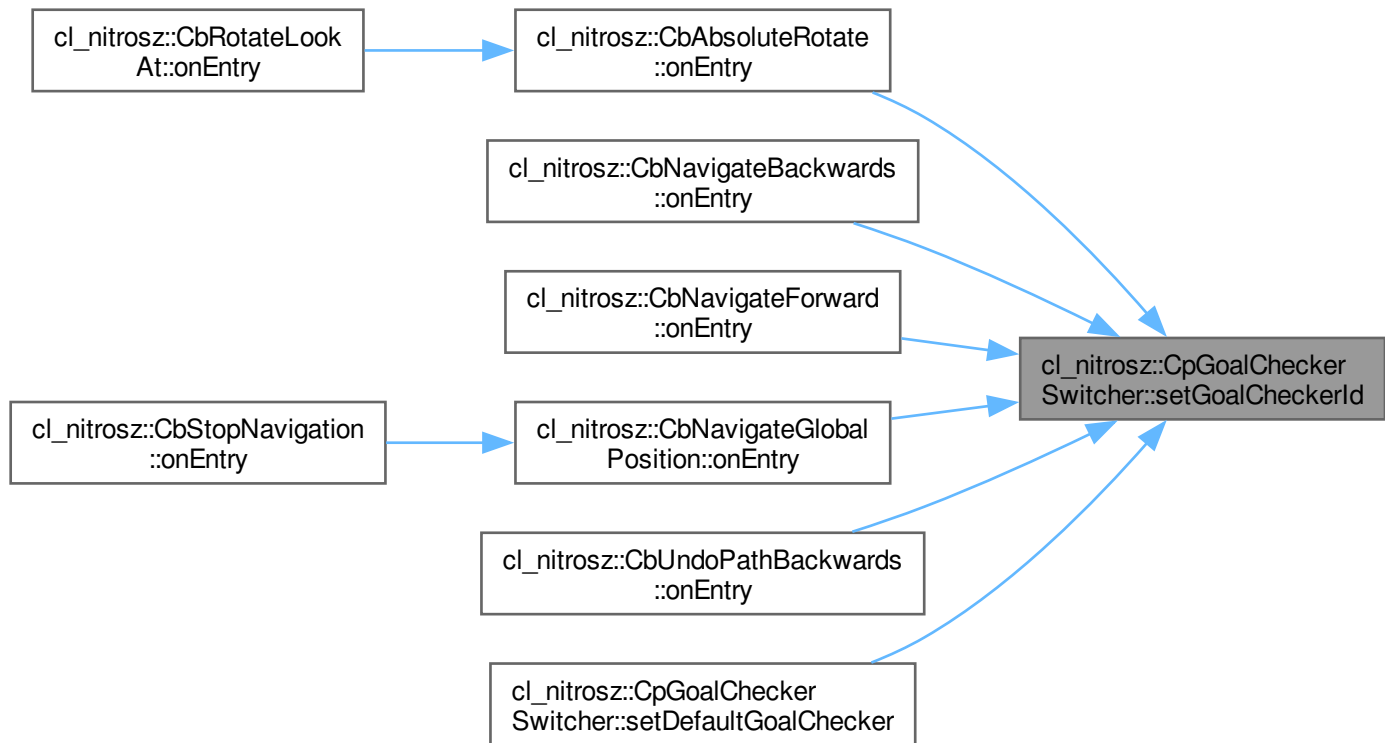 cl_nitrosz::CbRotateLook
At::onEntry
cl_nitrosz::CbAbsoluteRotate
::onEntry
cl_nitrosz::CbNavigateBackwards
::onEntry
cl_nitrosz::CbNavigateForward
::onEntry
cl_nitrosz::CpGoalChecker
Switcher::setGoalCheckerId
cl_nitrosz::CbStopNavigation
::onEntry
cl_nitrosz::CbNavigateGlobal
Position::onEntry
cl_nitrosz::CbUndoPathBackwards
::onEntry
cl_nitrosz::CpGoalChecker
Switcher::setDefaultGoalChecker